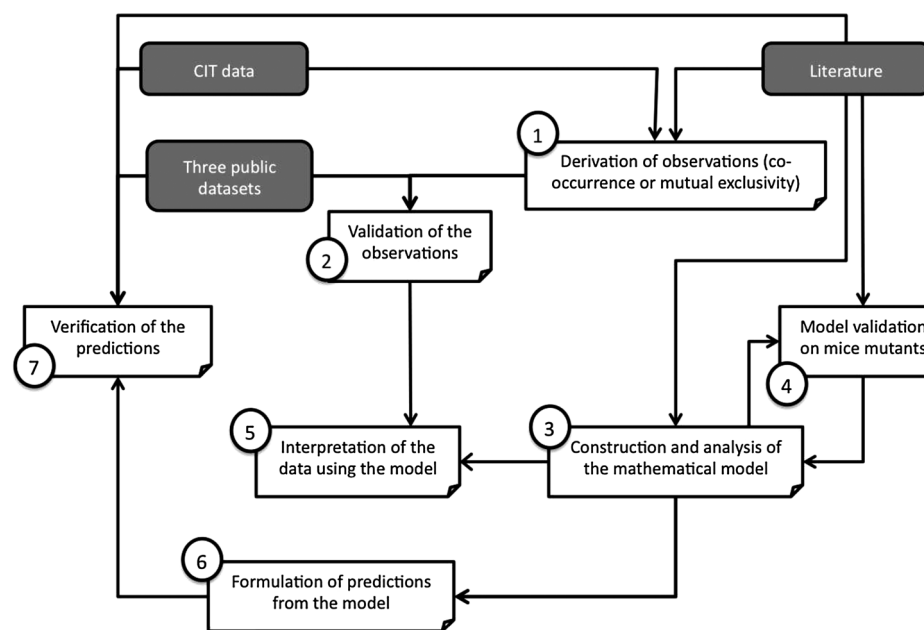 CIT data
Literature
1
Derivation of observations (co-
occurrence or mutual exclusivity)
Three public
datasets
Validation of the
observations
2
Verification of the
predictions
7
Model validation
on mice mutants
4
5
Interpretation of the
data using the model
3
Construction and analysis of
the mathematical model
6
Formulation of predictions
from the model